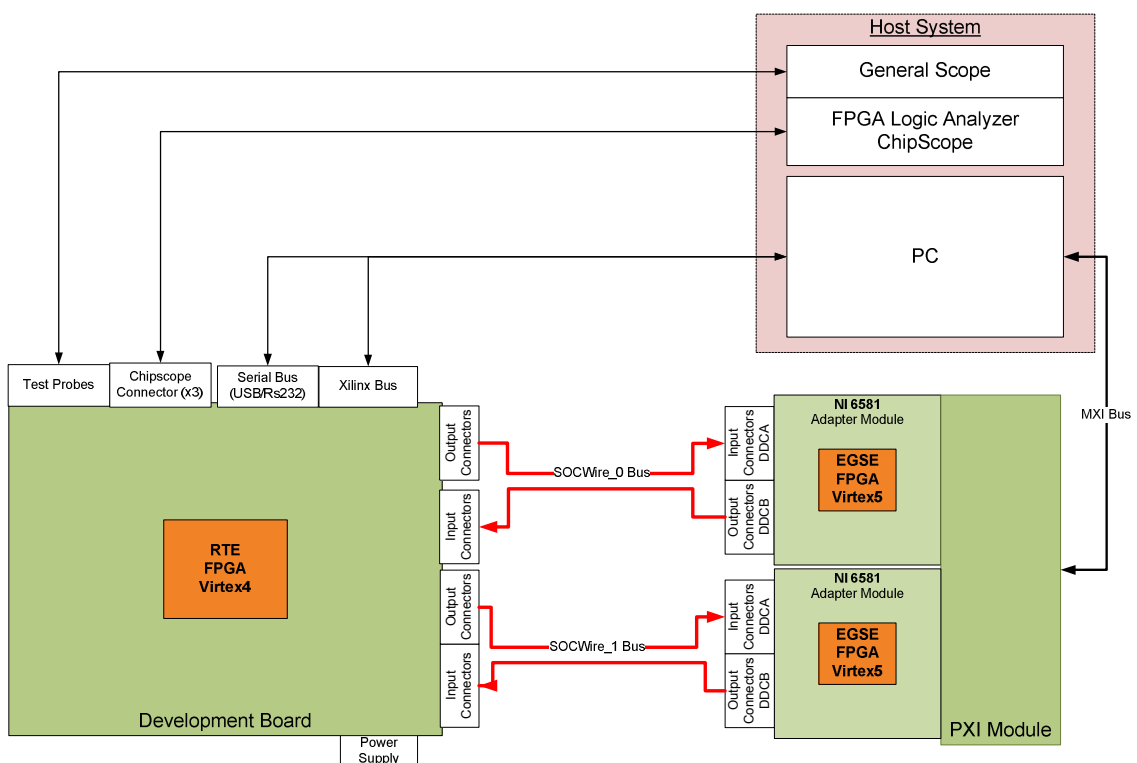 Host System
General Scope
FPGA Logic Analyzer
ChipScope
PC
MXI Bus
Test Probes
Chipscope
Connector (x3)
Serial Bus
(USB/Rs232)
Xilinx Bus
Output
Connectors
Input
Connectors
Output
Connectors
Input
Connectors
RTE
FPGA
Virtex4
Development Board
Power
Supply
SOCWire_0 Bus
SOCWire_1 Bus
Input
Connectors
DDCA
Output
Connectors
DDCB
NI 6581
Adapter Module
EGSE
FPGA
Virtex5
Input
Connectors
DDCA
Output
Connectors
DDCB
NI 6581
Adapter Module
EGSE
FPGA
Virtex5
PXI Module